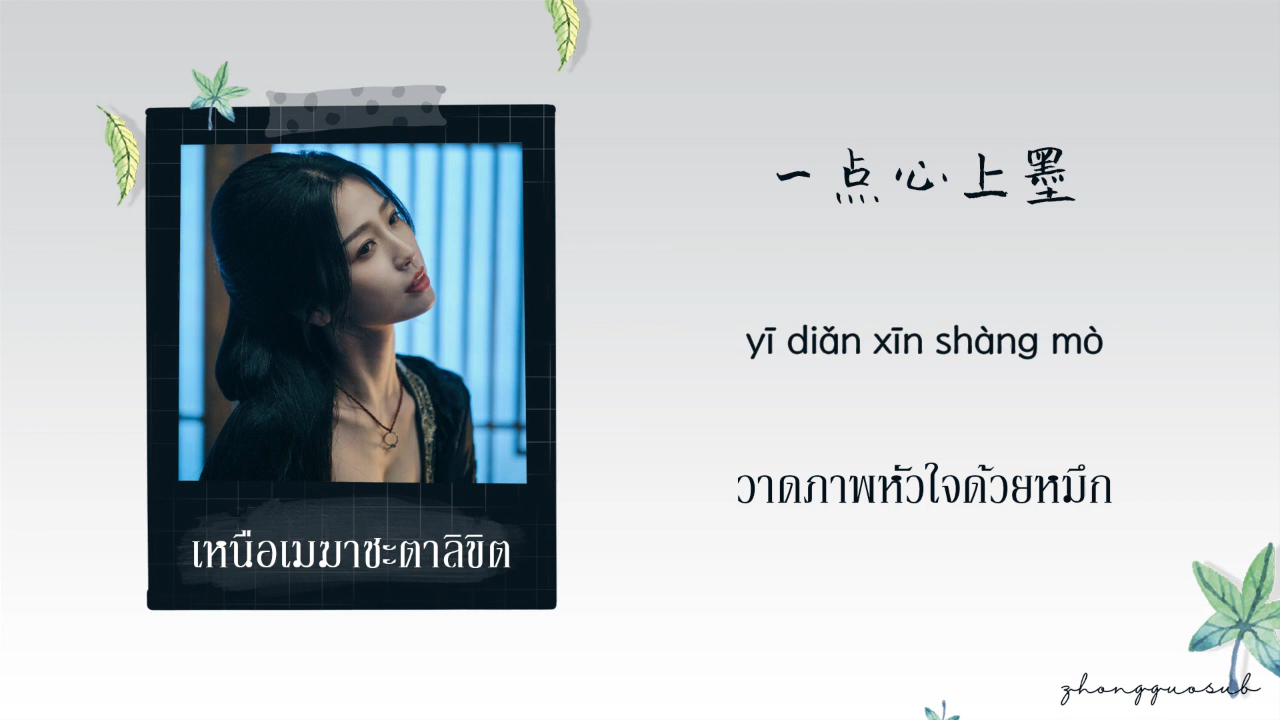 一点心上墨
yī diǎn xīn shàng mò
วาดภาพหัวใจด้วยหมึก
เหนือเมฆาชะตาลิขิต
zhongguosub